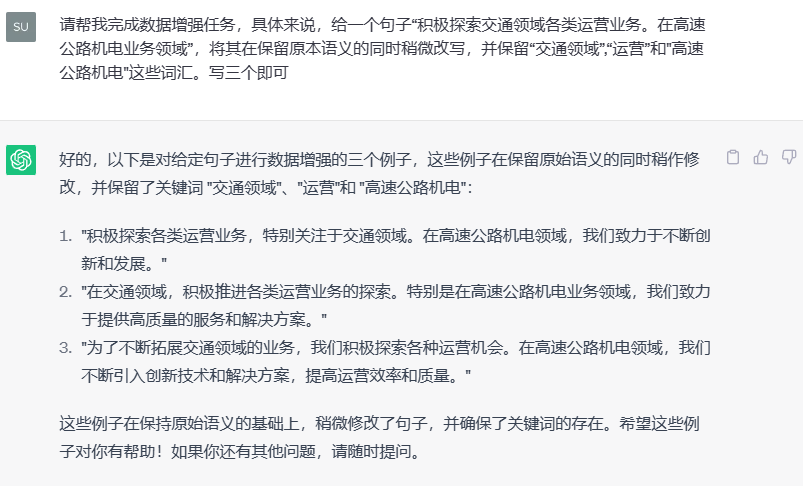 SU
请帮我完成数据增强任务，具体来说，给一个句子“积极探索交通领域各类运营业务。在高速
公路机电业务领域”，将其在保留原本语义的同时稍微改写，并保留“交通领域”,“运营”和"高速
公路机电"这些词汇。写三个即可
好的，以下是对给定句子进行数据增强的三个例子，这些例子在保留原始语义的同时稍作修
改，并保留了关键词 "交通领域"、"运营"和 "高速公路机电"：
1. "积极探索各类运营业务，特别关注于交通领域。在高速公路机电领域，我们致力于不断创
新和发展。"
2. "在交通领域，积极推进各类运营业务的探索。特别是在高速公路机电业务领域，我们致力
于提供高质量的服务和解决方案。"
3. "为了不断拓展交通领域的业务，我们积极探索各种运营机会。在高速公路机电领域，我们
不断引入创新技术和解决方案，提高运营效率和质量。"
这些例子在保持原始语义的基础上，稍微修改了句子，并确保了关键词的存在。希望这些例
子对你有帮助！如果你还有其他问题，请随时提问。